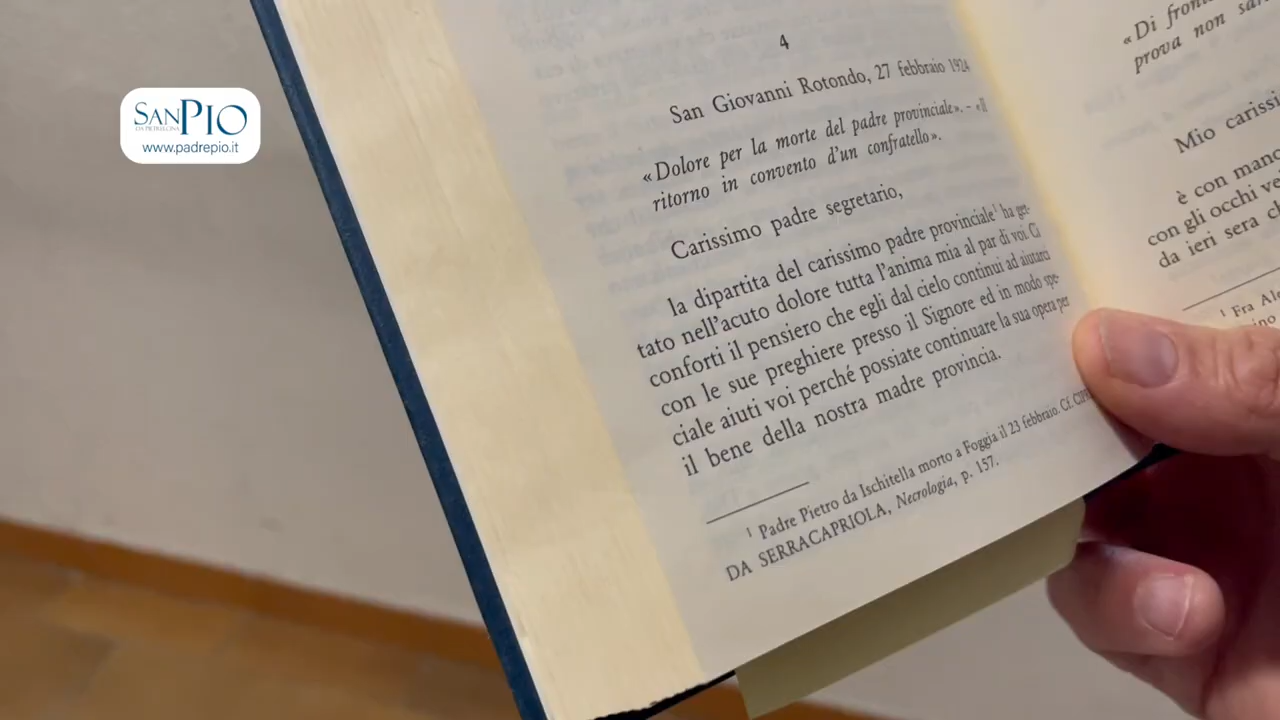 SANPIO
DA PIETRELCINA
www.padrepio.it
4
San Giovanni Rotondo, 27 febbraio 1924
«Dolore per la morte del padre provinciale». – «Il
ritorno in convento d'un confratello».
Carissimo padre segretario,
la dipartita del carissimo padre provinciale¹ ha get-
tato nell'acuto dolore tutta l'anima mia al par di voi. Ci
conforti il pensiero che egli dal cielo continui ad aiutarci
con le sue preghiere presso il Signore ed in modo spe-
ciale aiuti voi perché possiate continuare la sua opera per
il bene della nostra madre provincia.
¹ Padre Pietro da Ischitella morto a Foggia il 23 febbraio. Cf.
DA SERRACAPRIOLA, Necrologia, p. 157.
«Di
prova non
Mio
è con
con gli occhi
da ieri sera
¹ Fra